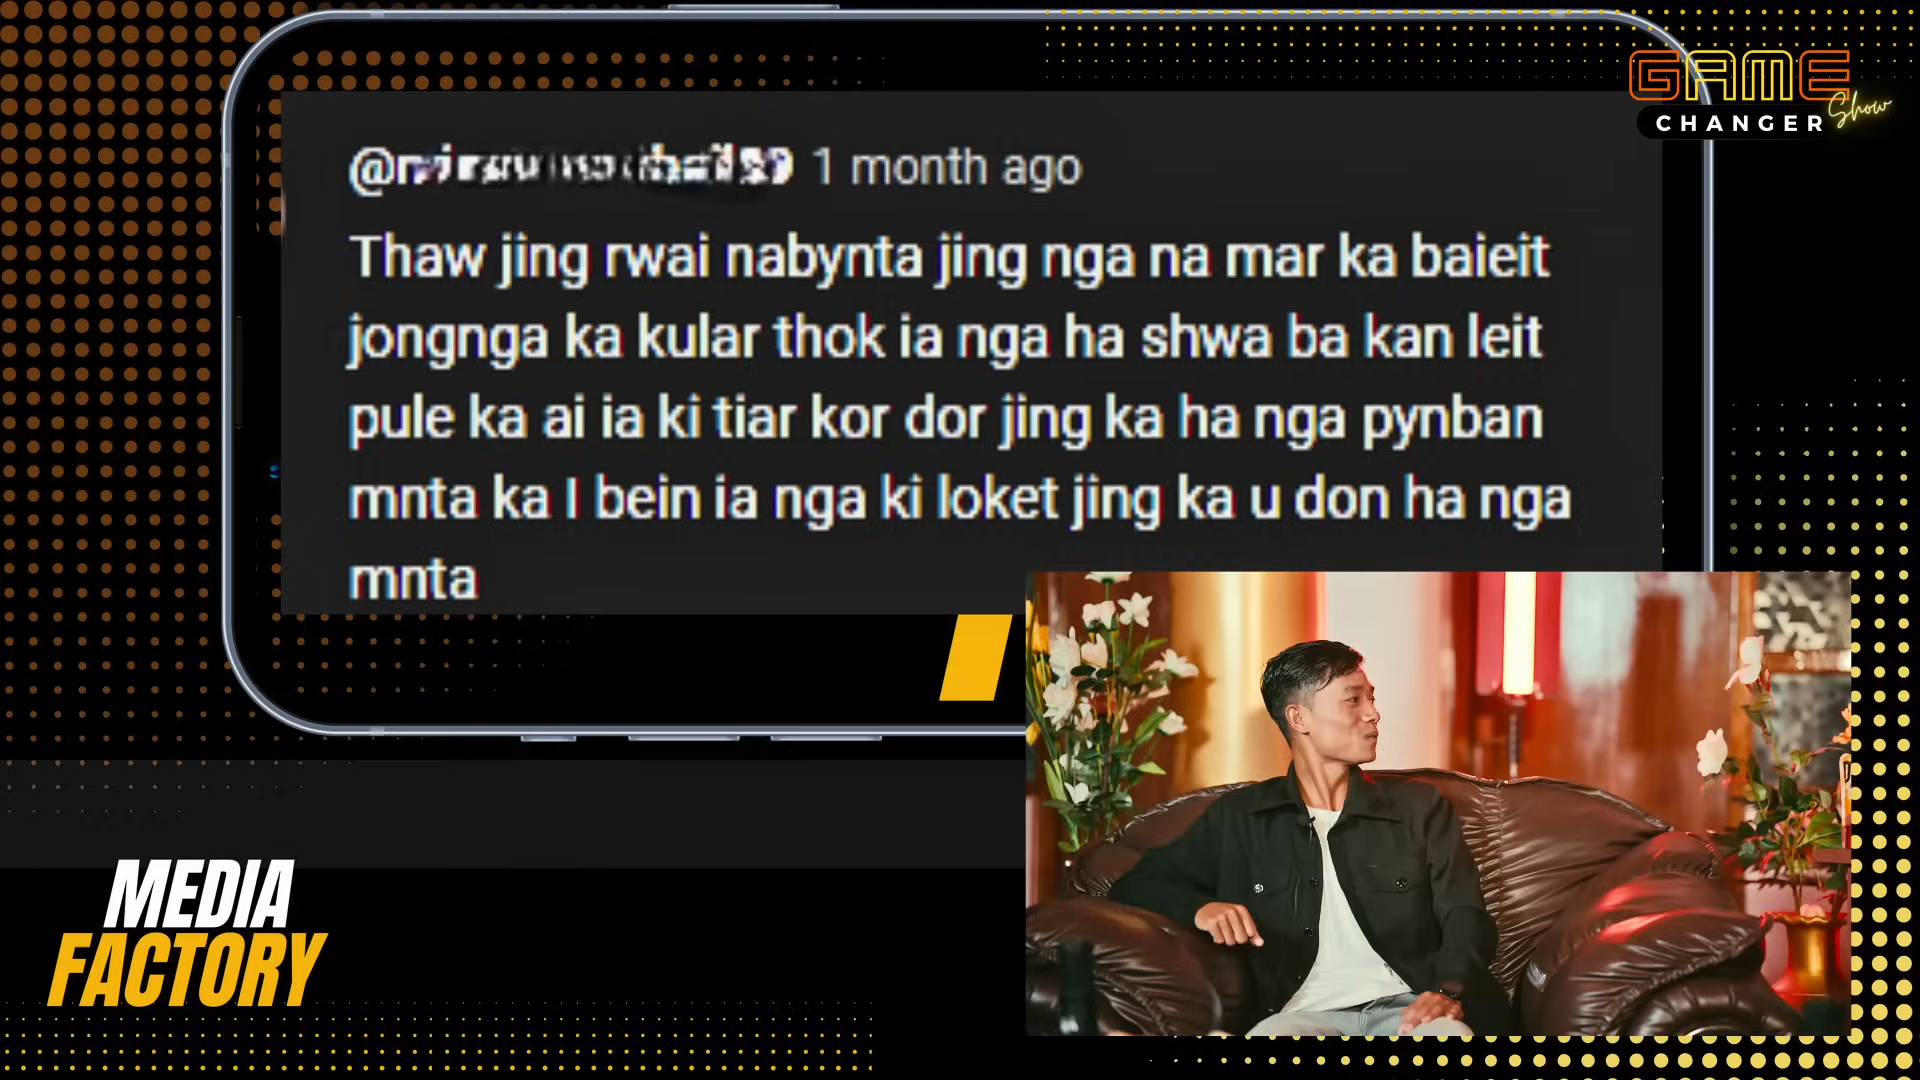 GAME
CHANGER Show
1 month ago
Thaw jing rwai nabynta jing nga na mar ka baieit
jongnga ka kular thok ia nga ha shwa ba kan leit
pule ka ai ia ki tiar kor dor jing ka ha nga pynban
mnta ka I bein ia nga ki loket jing ka u don ha nga
mnta
MEDIA
FACTORY